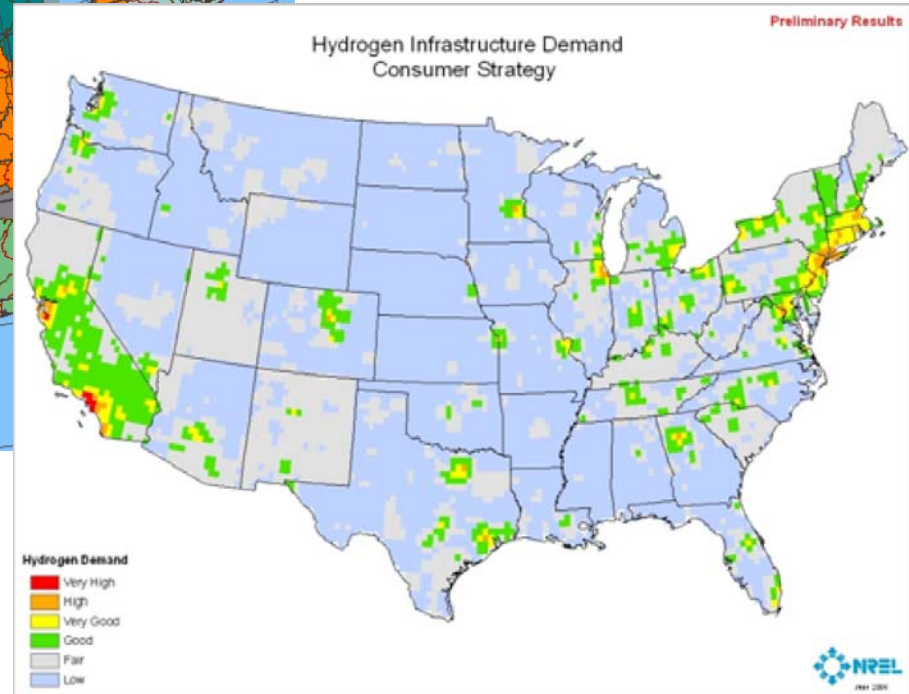 Preliminary Results
Hydrogen Infrastructure Demand
Consumer Strategy
Hydrogen Demand
Very High
High
Very Good
Good
Fair
Low
NREL